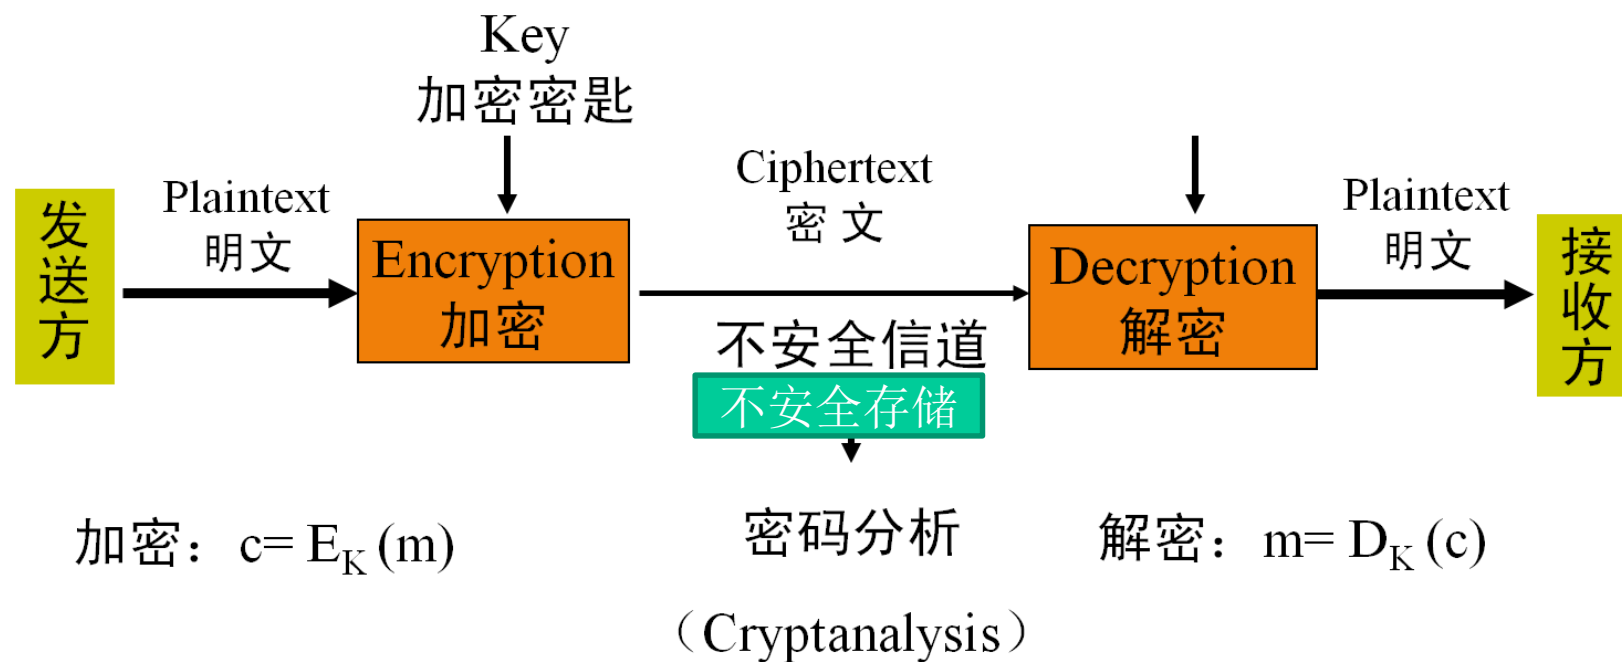 Key
加密密匙
发送方
Plaintext
明文
Encryption
加密
Ciphertext
密 文
不安全信道
不安全存储
Decryption
解密
Plaintext
明文
接收方
加密：c= E_K (m)
密码分析
（Cryptanalysis）
解密：m= D_K (c)